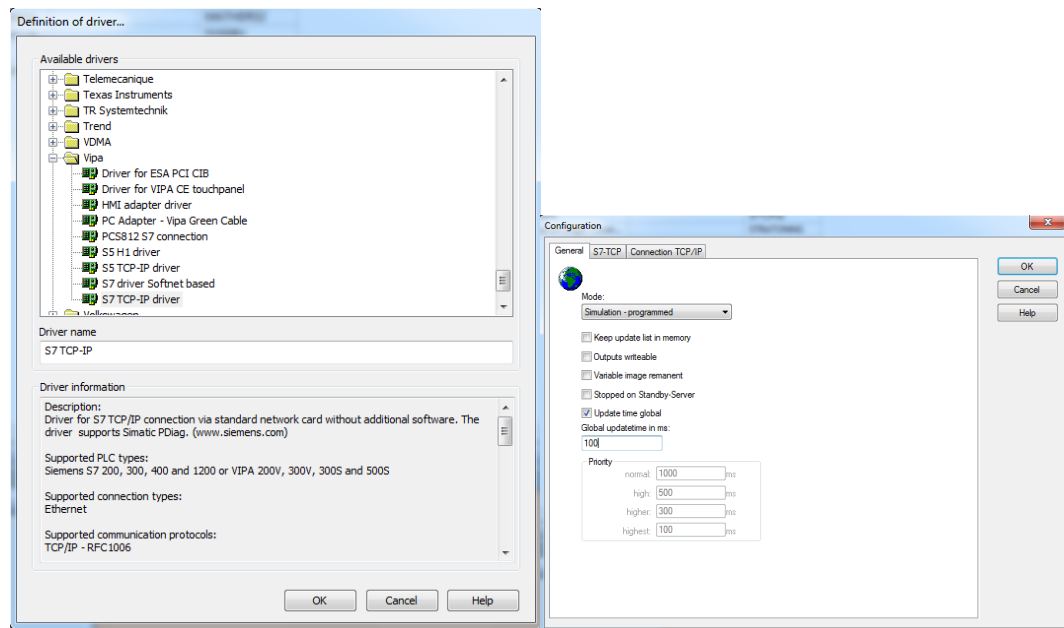 Definition of driver...
Available drivers
Telemecanique
Texas Instruments
TR Systemtechnik
Trend
VDMA
Vipa
Driver for ESA PCI CIB
Driver for VIPA CE touchpanel
HMI adapter driver
PC Adapter - Vipa Green Cable
PCS812 S7 connection
S5 H1 driver
S5 TCP-IP driver
S7 driver Softnet based
S7 TCP-IP driver
Driver name
S7 TCP-IP
Driver information
Description:
Driver for S7 TCP/IP connection via standard network card without additional software. The
driver supports Simatic PDiag. (www.siemens.com)
Supported PLC types:
Siemens S7 200, 300, 400 and 1200 or VIPA 200V, 300V, 300S and 500S
Supported connection types:
Ethernet
Supported communication protocols:
TCP/IP - RFC1006
OK Cancel Help
Configuration
General S7-TCP Connection TCP/IP
OK
Cancel
Help
Mode:
Simulation - programmed
Keep update list in memory
Outputs writeable
Variable image remanent
Stopped on Standby-Server
Update time global
Global updatetime in ms:
100
Priority
normal: 1000 ms
high: 500 ms
higher: 300 ms
highest: 100 ms